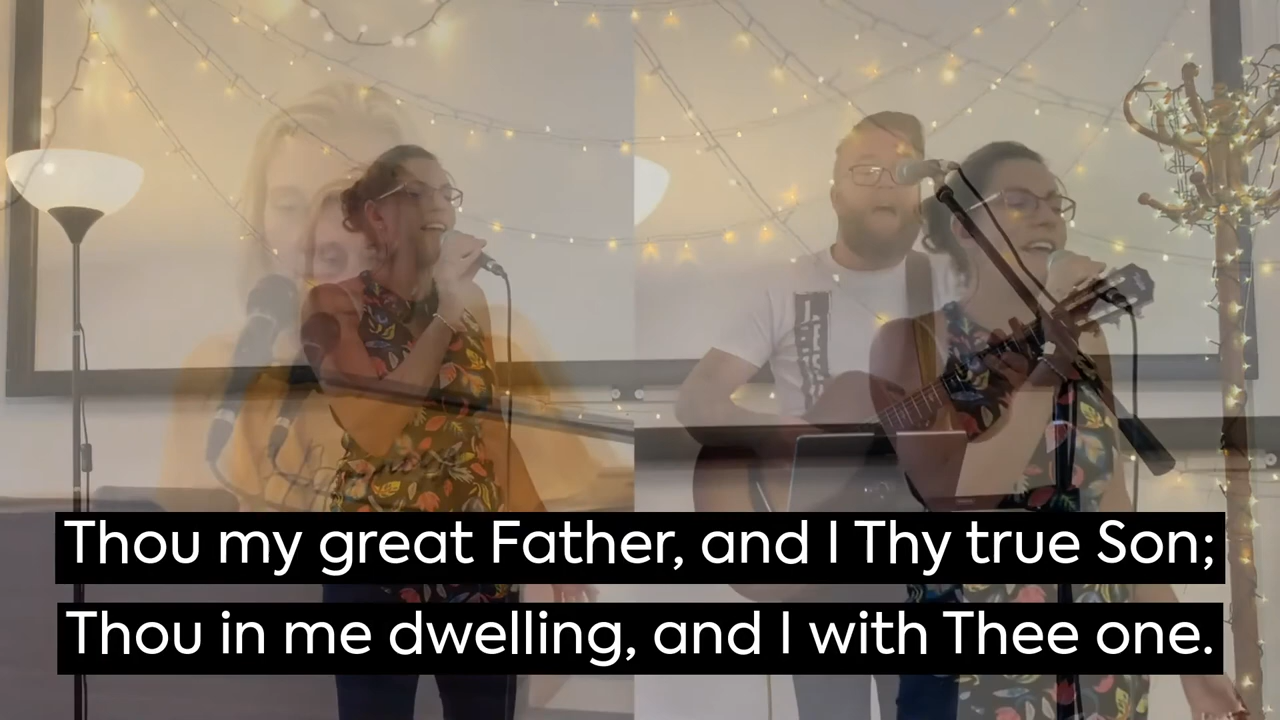 Thou my great Father, and I Thy true Son;
Thou in me dwelling, and I with Thee one.